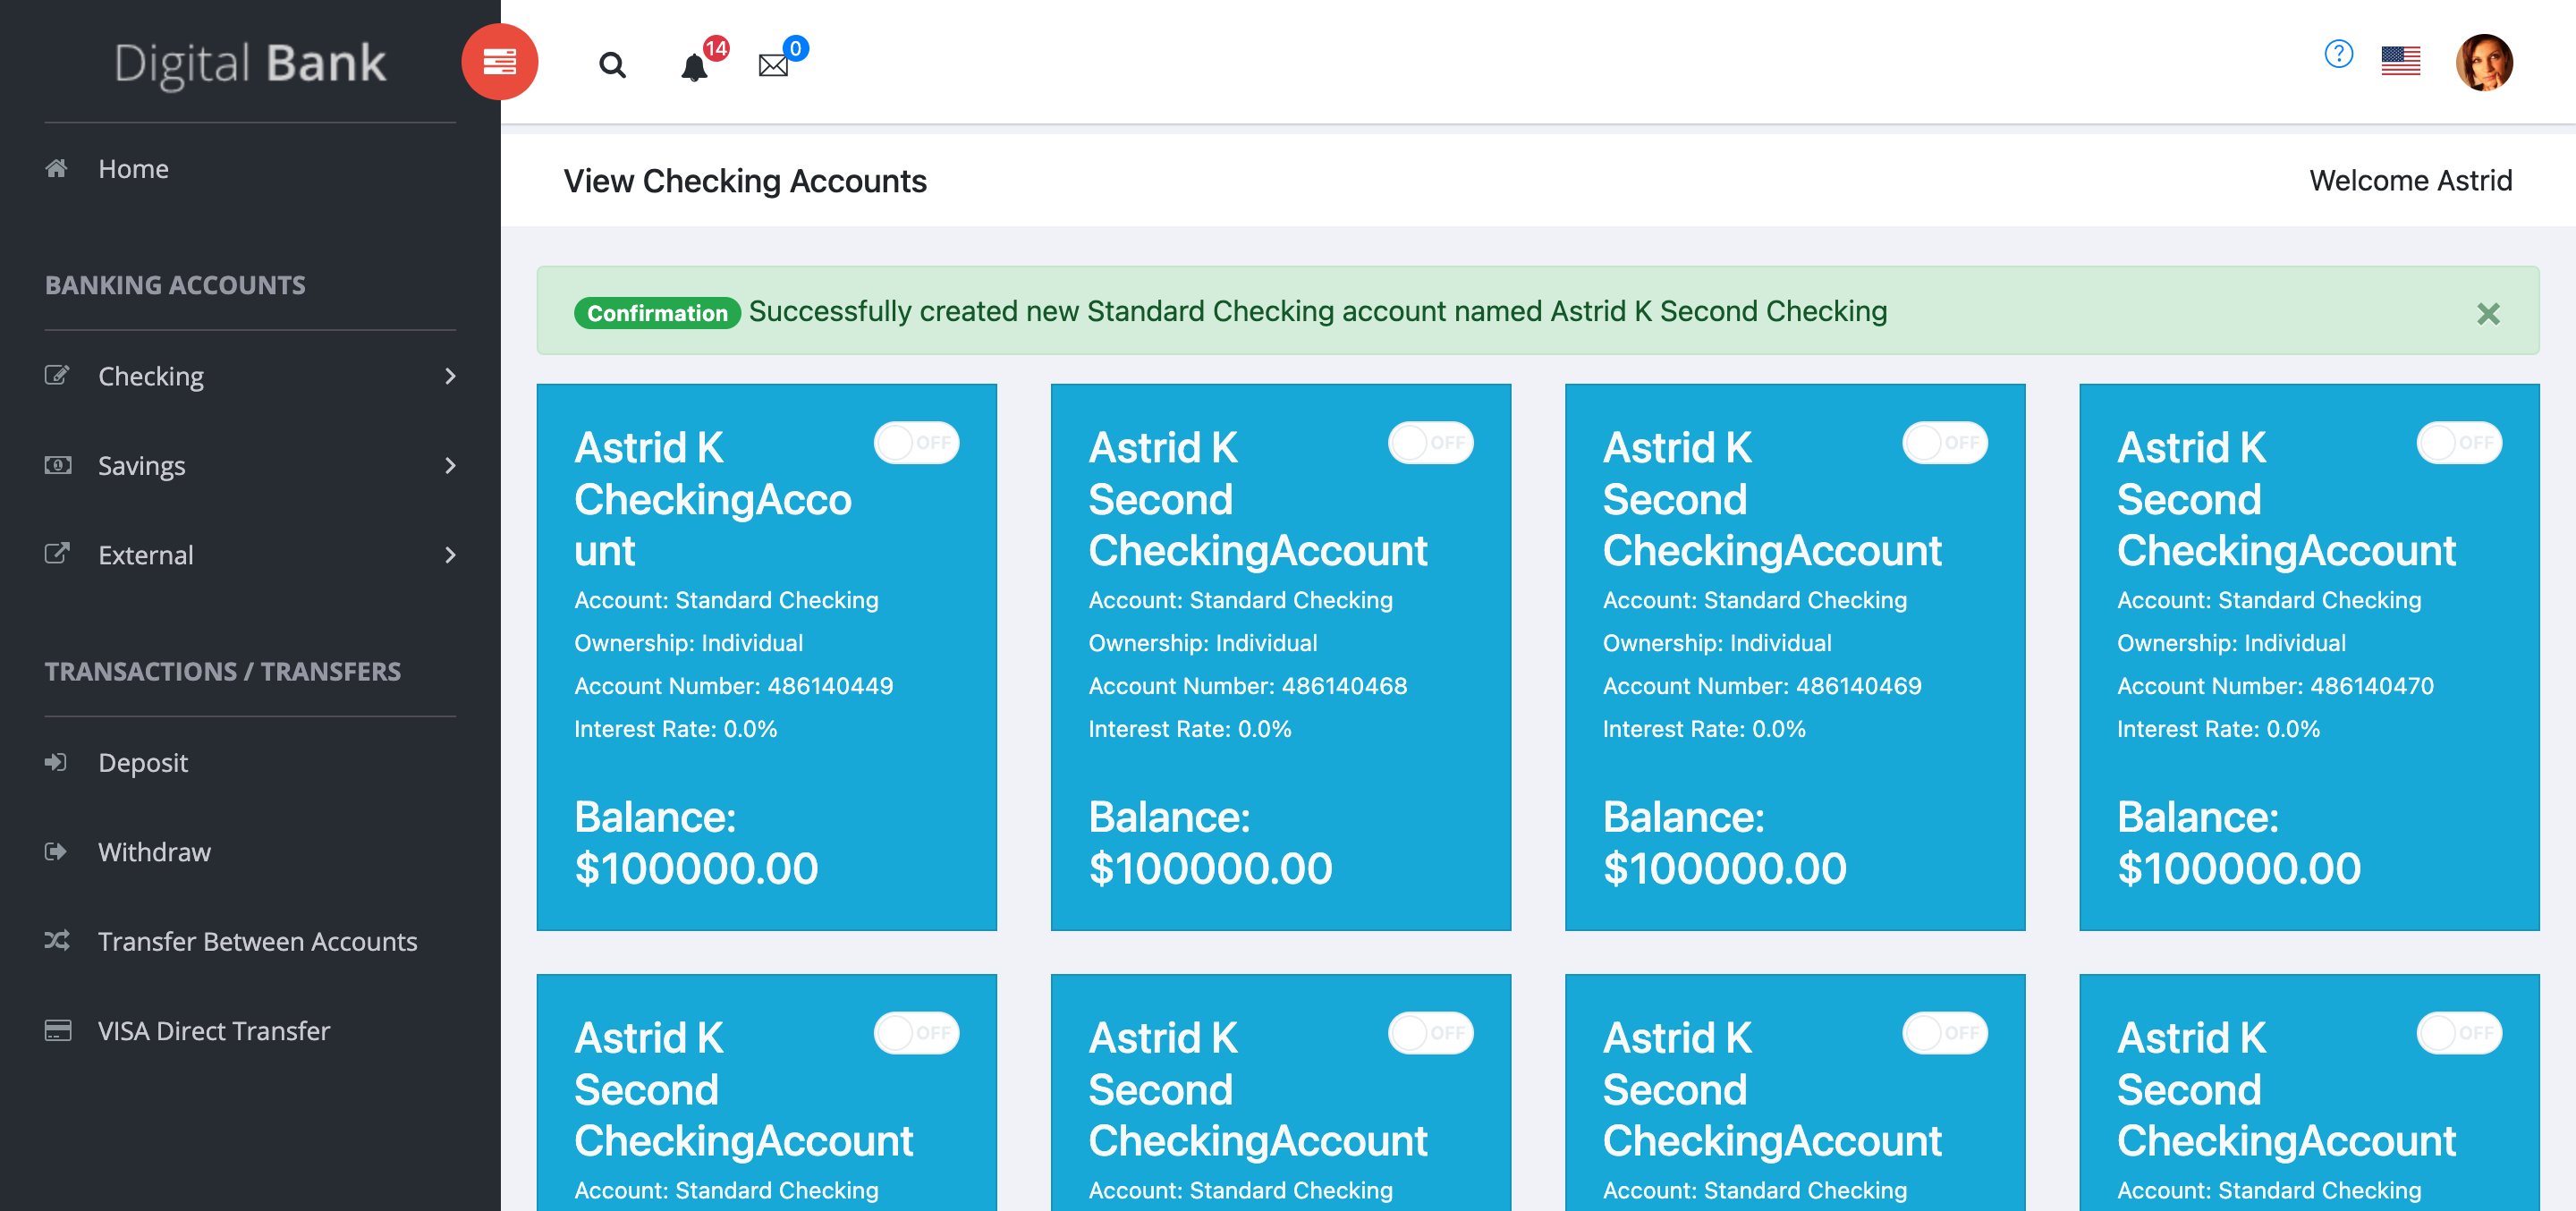 Digital Bank
14
0
?
Home
View Checking Accounts
Welcome Astrid
BANKING ACCOUNTS
Confirmation Successfully created new Standard Checking account named Astrid K Second Checking
×
Checking
Savings
External
TRANSACTIONS / TRANSFERS
Deposit
Withdraw
Transfer Between Accounts
VISA Direct Transfer
Astrid K
CheckingAcco
unt
OFF
Account: Standard Checking
Ownership: Individual
Account Number: 486140449
Interest Rate: 0.0%
Balance:
$100000.00
Astrid K
Second
CheckingAccount
OFF
Account: Standard Checking
Ownership: Individual
Account Number: 486140468
Interest Rate: 0.0%
Balance:
$100000.00
Astrid K
Second
CheckingAccount
OFF
Account: Standard Checking
Ownership: Individual
Account Number: 486140469
Interest Rate: 0.0%
Balance:
$100000.00
Astrid K
Second
CheckingAccount
OFF
Account: Standard Checking
Ownership: Individual
Account Number: 486140470
Interest Rate: 0.0%
Balance:
$100000.00
Astrid K
Second
CheckingAccount
OFF
Account: Standard Checking
Astrid K
Second
CheckingAccount
OFF
Account: Standard Checking
Astrid K
Second
CheckingAccount
OFF
Account: Standard Checking
Astrid K
Second
CheckingAccount
OFF
Account: Standard Checking